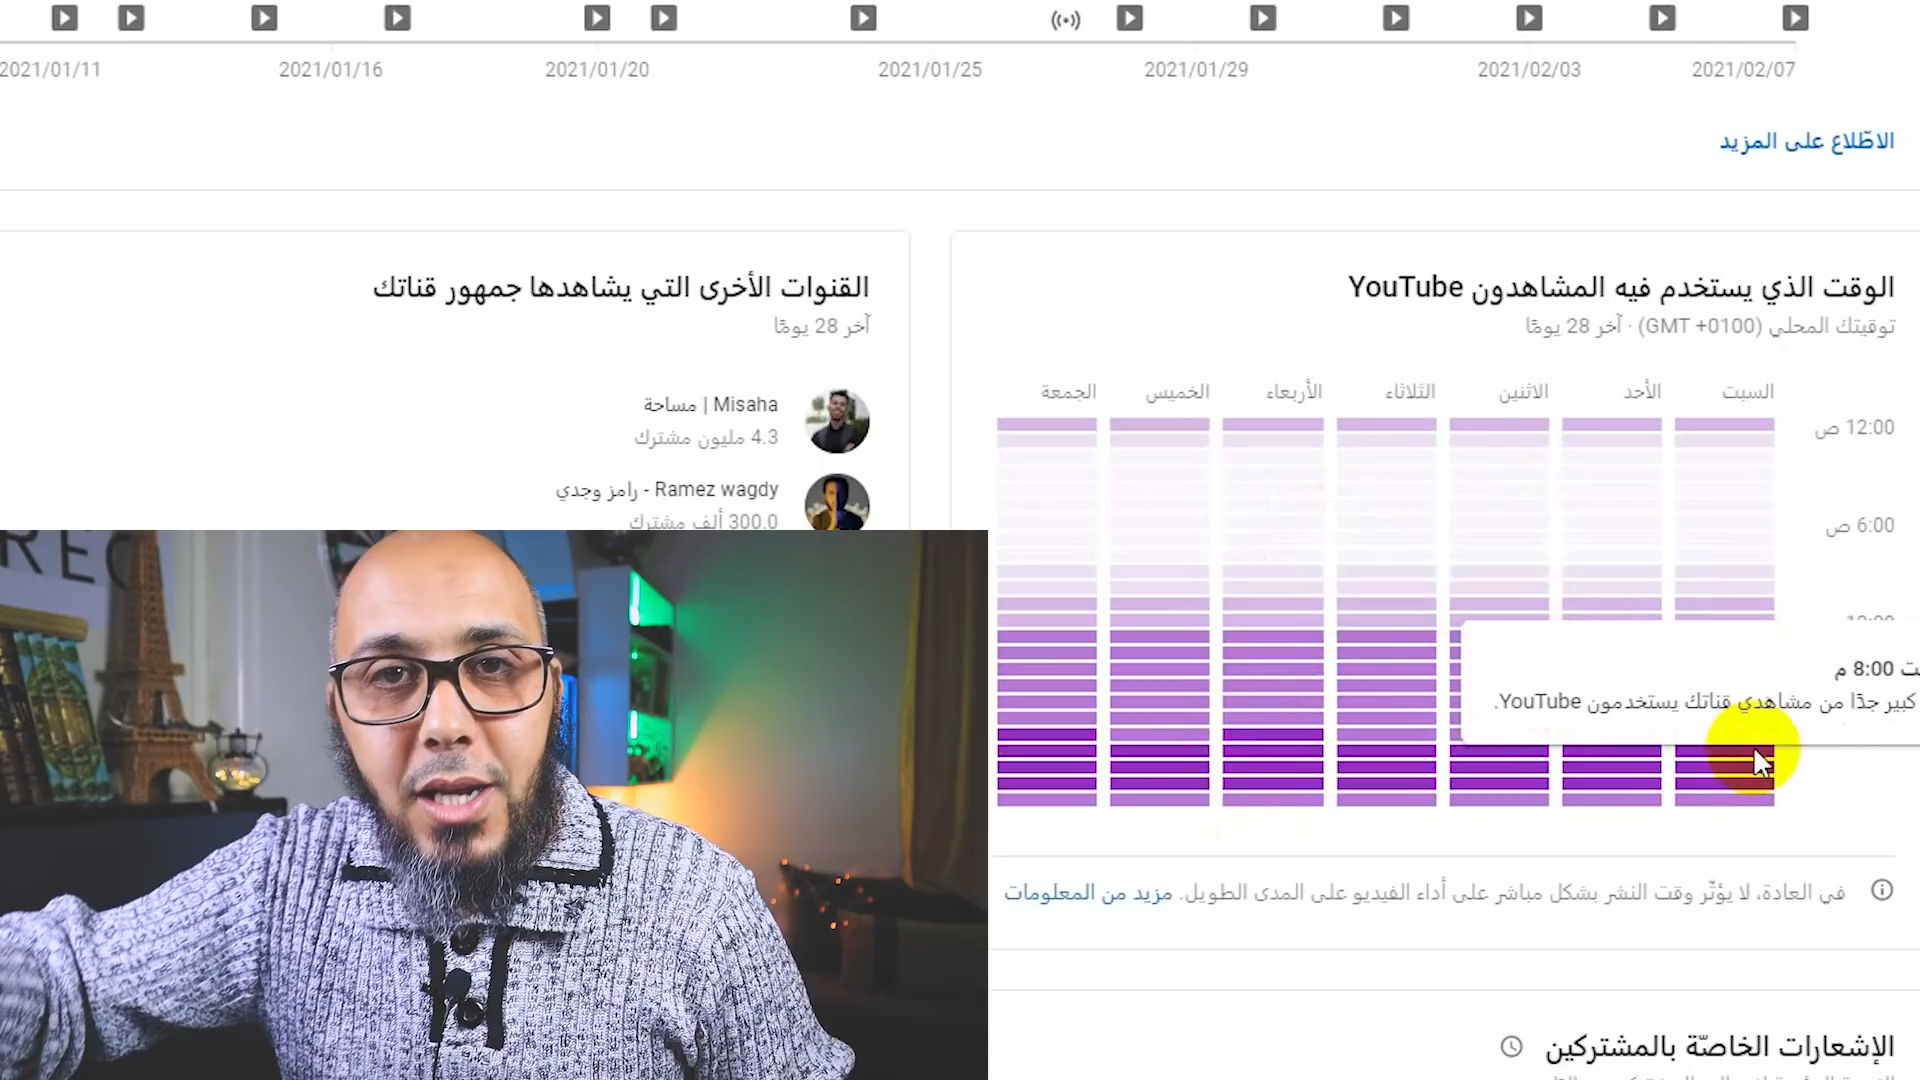 2021/01/11
2021/01/16
2021/01/20
2021/01/25
2021/01/29
2021/02/03
2021/02/07
الاطّلاع على المزيد
الوقت الذي يستخدم فيه المشاهدون YouTube
توقيتك المحلي (GMT +0100) · آخر 28 يومًا
السبت
الأحد
الاثنين
الثلاثاء
الأربعاء
الخميس
الجمعة
12:00 ص
6:00 ص
8:00 م
كبير جدًا من مشاهدي قناتك يستخدمون YouTube.
في العادة، لا يؤثّر وقت النشر بشكل مباشر على أداء الفيديو على المدى الطويل. مزيد من المعلومات
الإشعارات الخاصّة بالمشتركين
القنوات الأخرى التي يشاهدها جمهور قناتك
آخر 28 يومًا
Misaha | مساحة
4.3 مليون مشترك
Ramez wagdy - رامز وجدي
300.0 ألف مشترك
REC